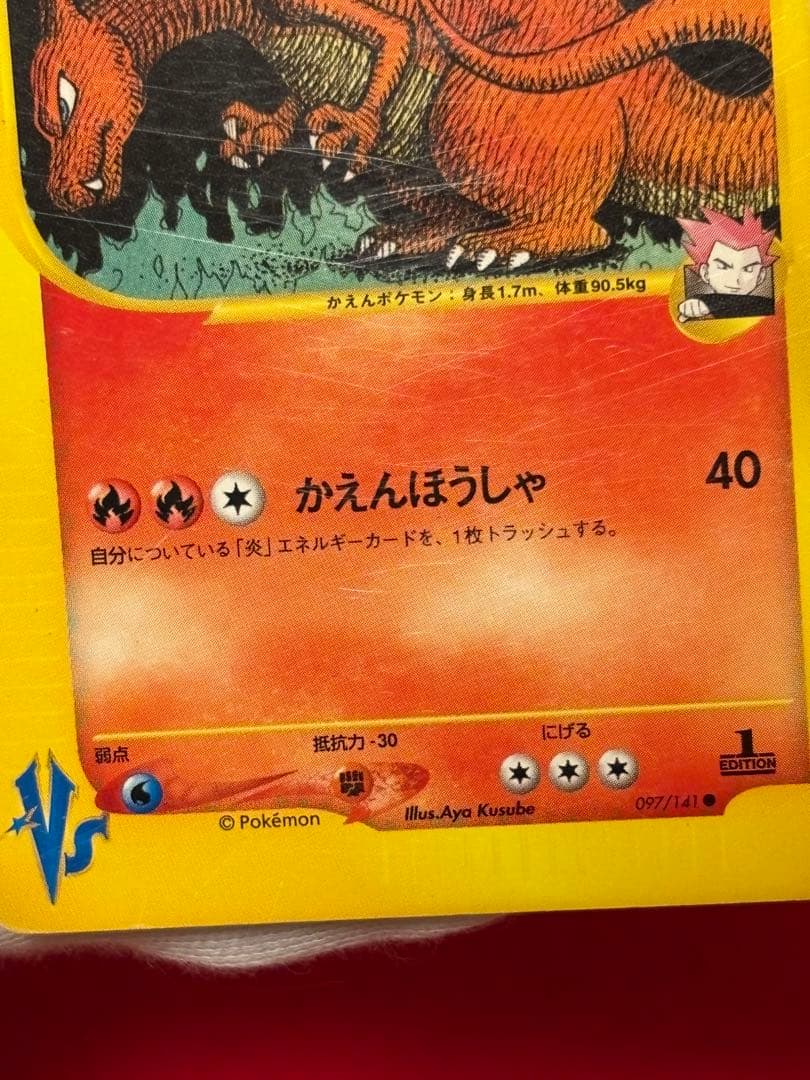 かえんポケモン：身長1.7m、体重90.5kg
かえんほうしゃ 40
自分についている「炎」エネルギーカードを、1枚トラッシュする。
弱点 抵抗力-30 にげる
1 EDITION
VS
© Pokémon Illus.Aya Kusube 097/141●